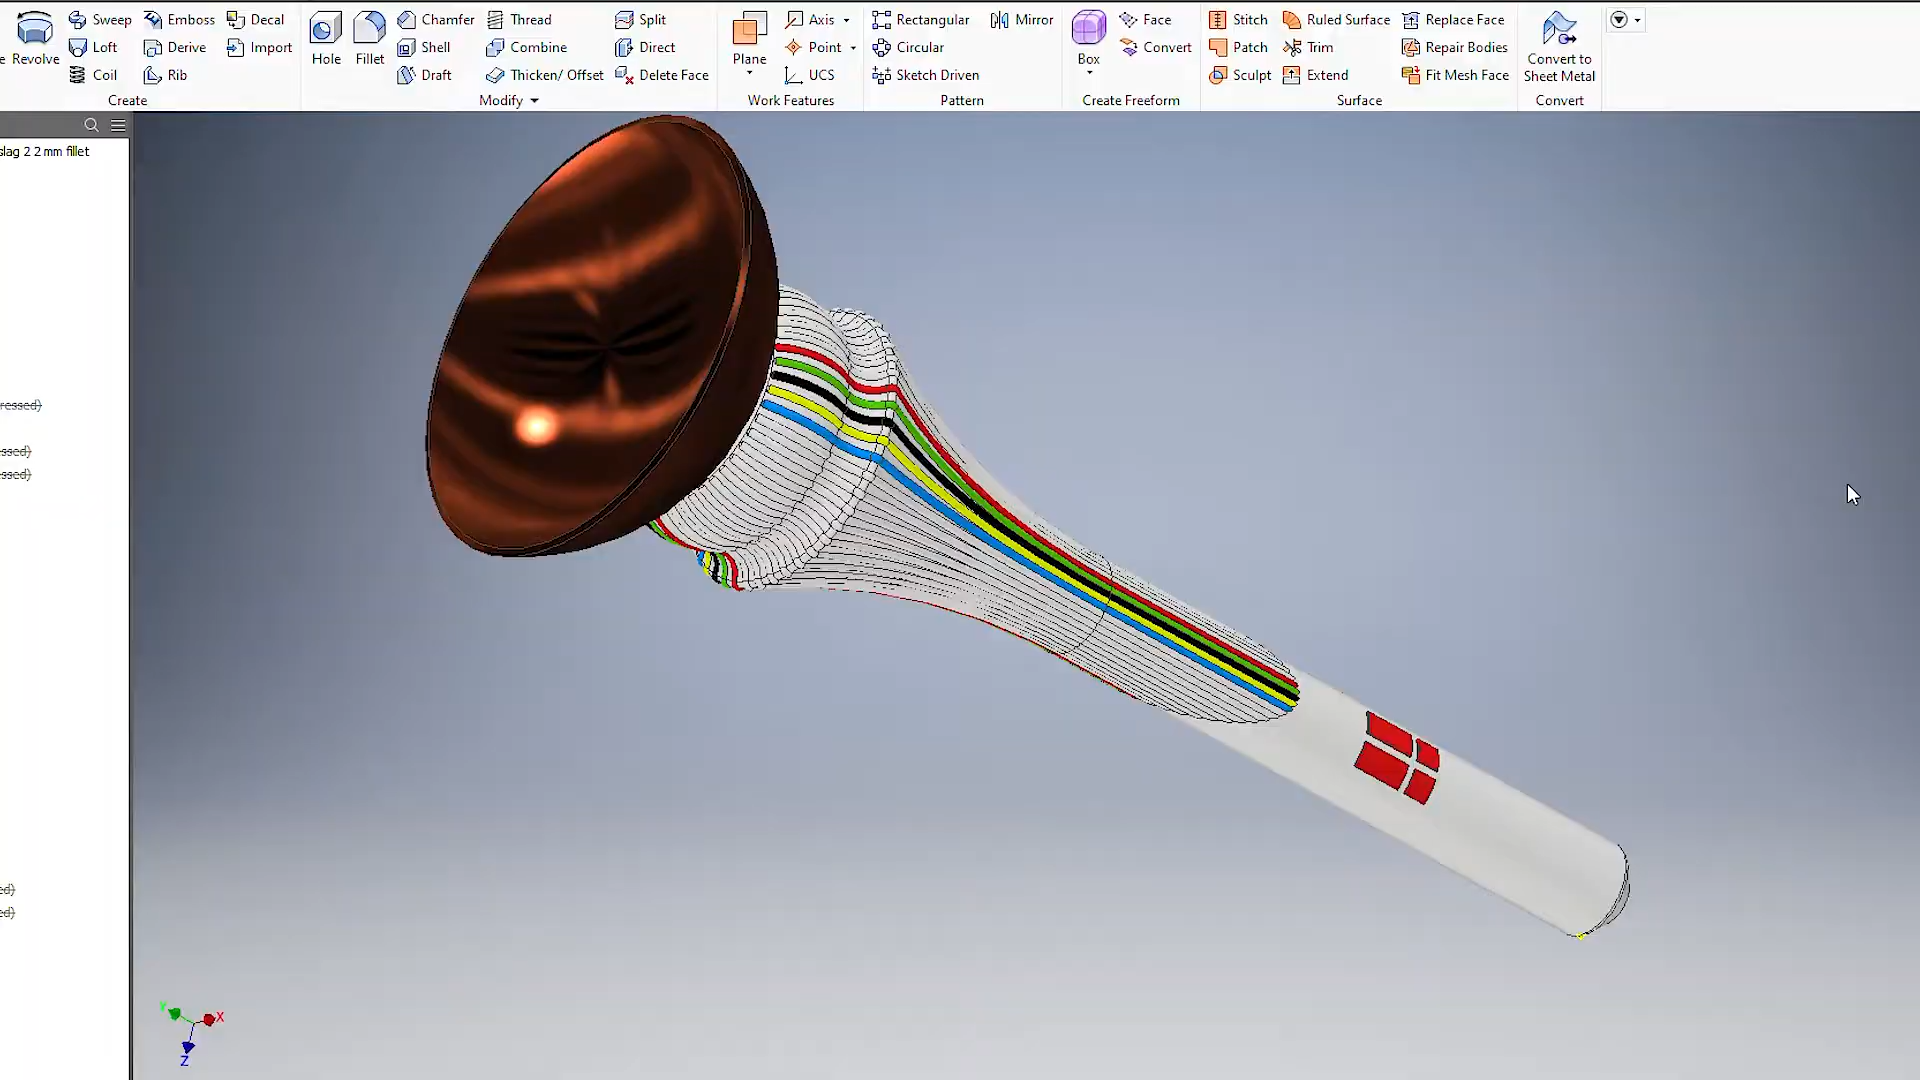 Revolve
Sweep
Loft
Coil
Emboss
Derive
Rib
Decal
Import
Create
Hole
Fillet
Chamfer
Shell
Draft
Thread
Combine
Thicken/ Offset
Split
Direct
Delete Face
Modify
Plane
Axis
Point
UCS
Work Features
Rectangular
Circular
Sketch Driven
Mirror
Pattern
Box
Face
Convert
Create Freeform
Stitch
Patch
Sculpt
Ruled Surface
Trim
Extend
Replace Face
Repair Bodies
Fit Mesh Face
Surface
Convert to
Sheet Metal
Convert
slag 2 2 mm fillet
ressed)
ssed)
ssed)
ed)
ed)
Y
X
Z